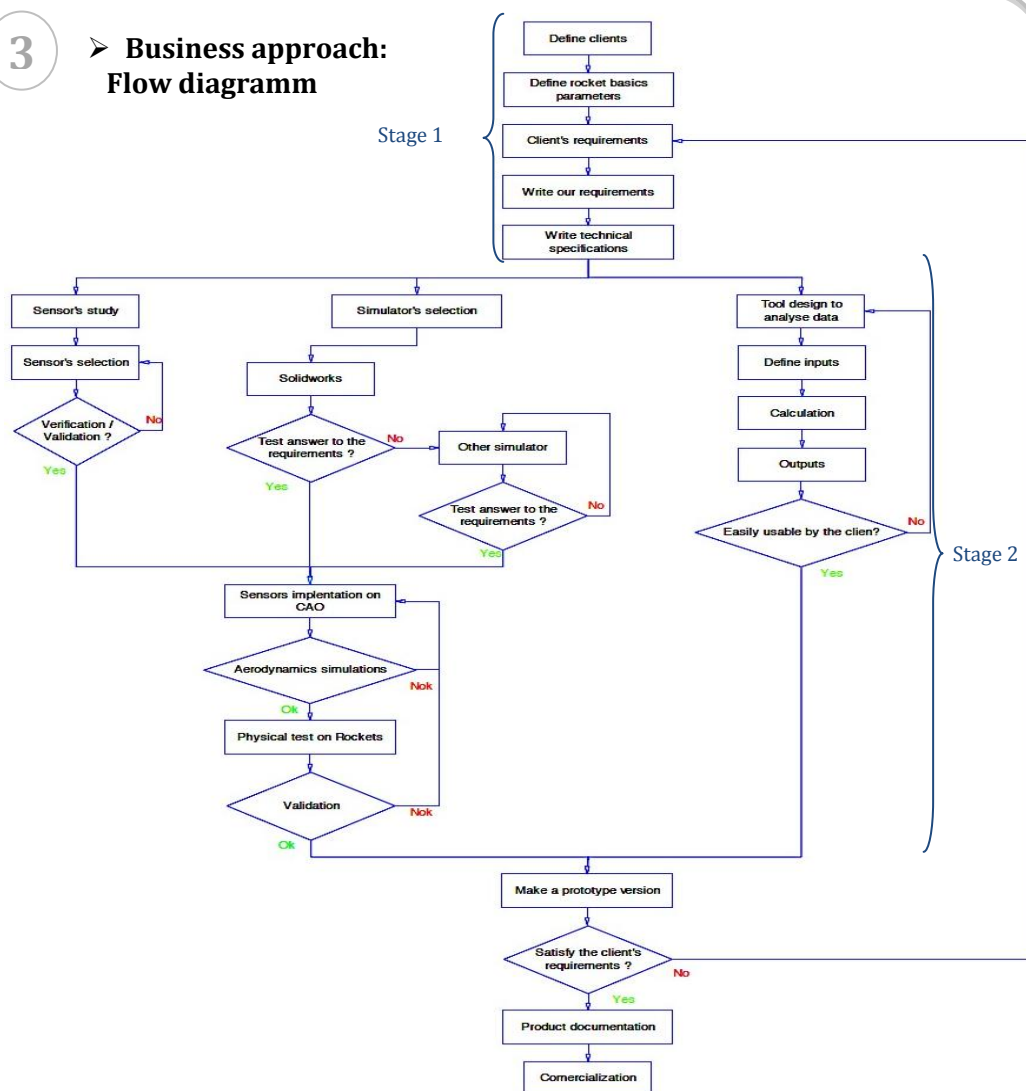 3
➢ Business approach:
Flow diagramm
Define clients
Define rocket basics
parameters
Stage 1
Client's requirements
Write our requirements
Write technical
specifications
Sensor's study
Simulator's selection
Tool design to
analyse data
Sensor's selection
Solidworks
Define inputs
Verification /
Validation ?
No
Yes
Test answer to the
requirements ?
No
Yes
Other simulator
Test answer to the
requirements ?
No
Yes
Calculation
Outputs
Easily usable by the clien?
No
Yes
Stage 2
Sensors implentation on
CAO
Aerodynamics simulations
Nok
Ok
Physical test on Rockets
Validation
Nok
Ok
Make a prototype version
Satisfy the client's
requirements ?
No
Yes
Product documentation
Comercialization